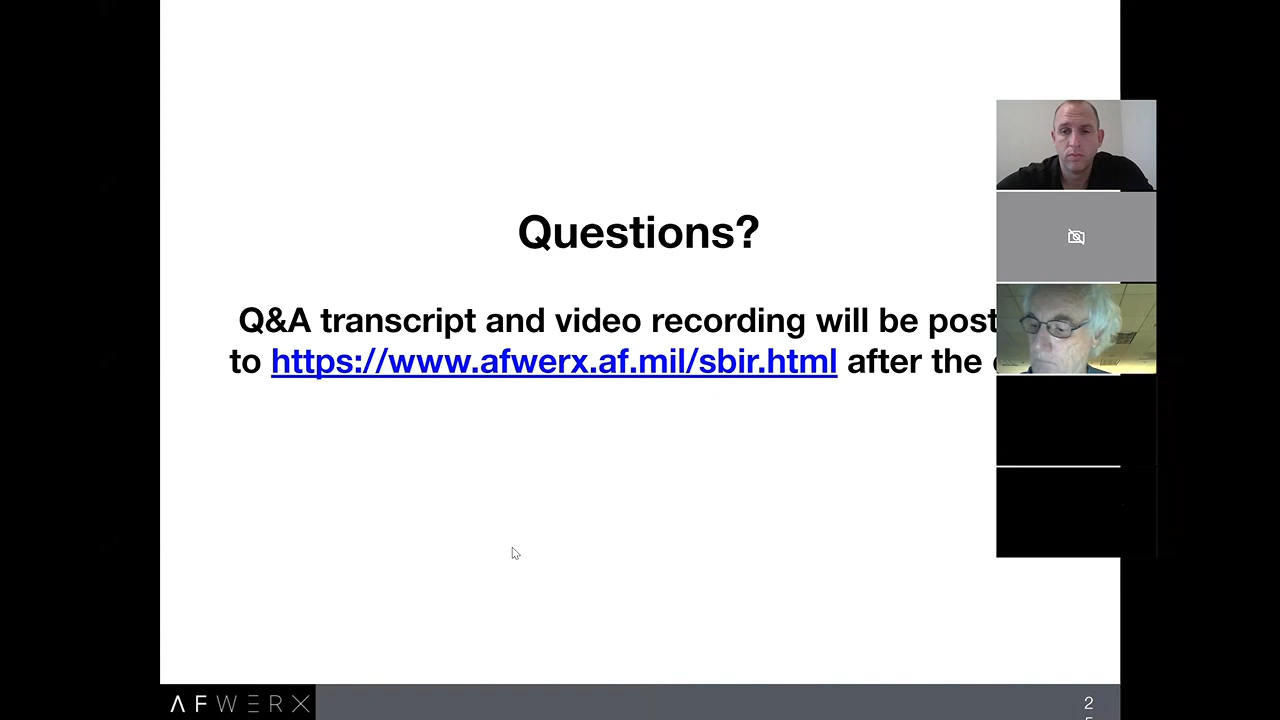 Questions?
Q&A transcript and video recording will be post
to https://www.afwerx.af.mil/sbir.html after the
AFWERX
2